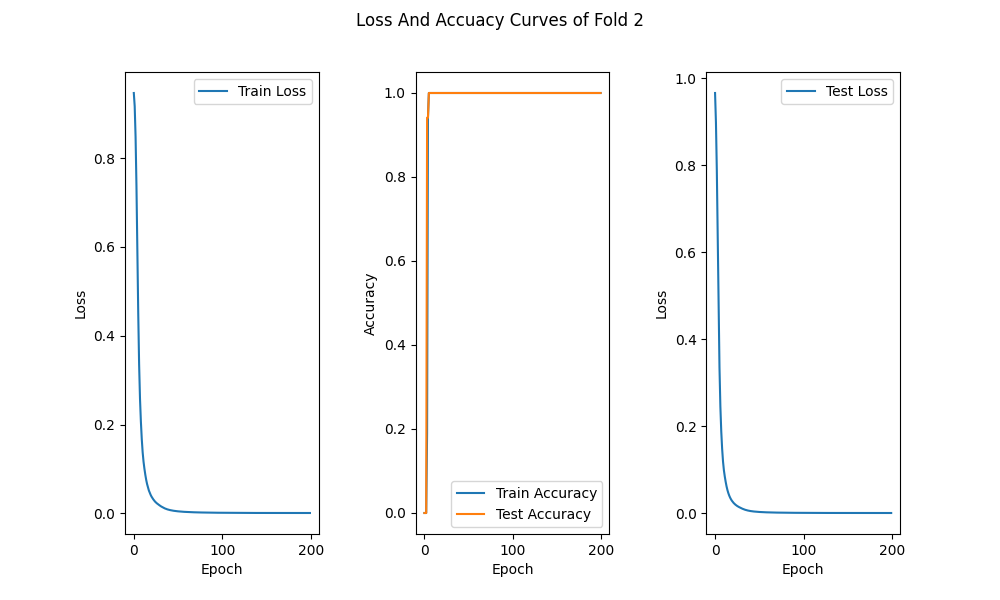 Loss And Accuacy Curves of Fold 2
Train Loss
0.8
0.6
0.4
0.2
0.0
Loss
0 100 200
Epoch
1.0
0.8
0.6
0.4
0.2
0.0
Accuracy
Train Accuracy
Test Accuracy
0 100 200
Epoch
Test Loss
1.0
0.8
0.6
0.4
0.2
0.0
Loss
0 100 200
Epoch